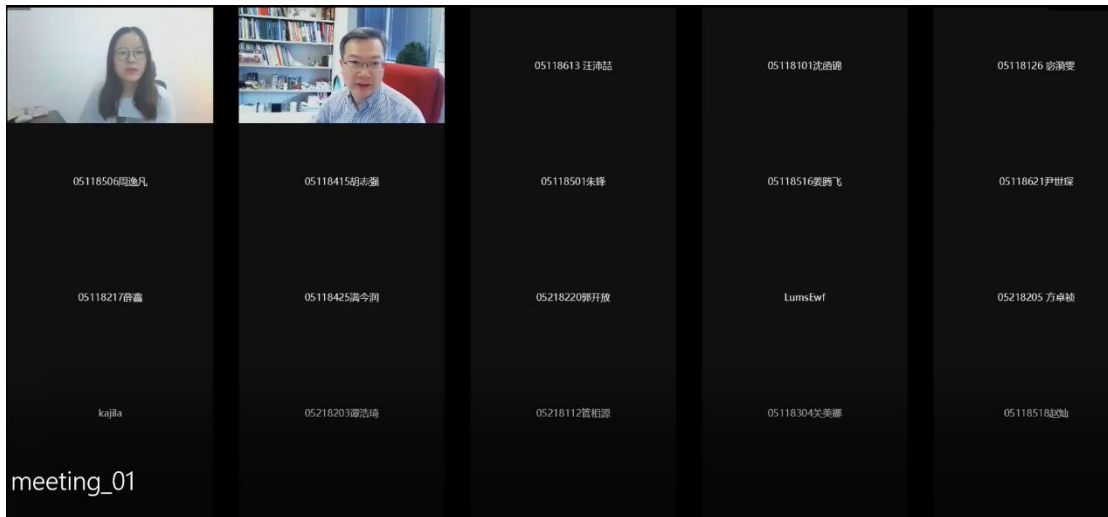 05118613 汪沛喆
05118101沈函锦
05118126 宓漪雯
05118506周逸凡
05118415胡志强
05118501朱锋
05118516姜腾飞
05118621尹世琛
05118217薛鑫
05118425满今润
05218220郭开放
LumsEwf
05218205 方卓祯
kajila
05218203谭浩琦
05218112管相源
05118304关美娜
05118518赵灿
meeting_01